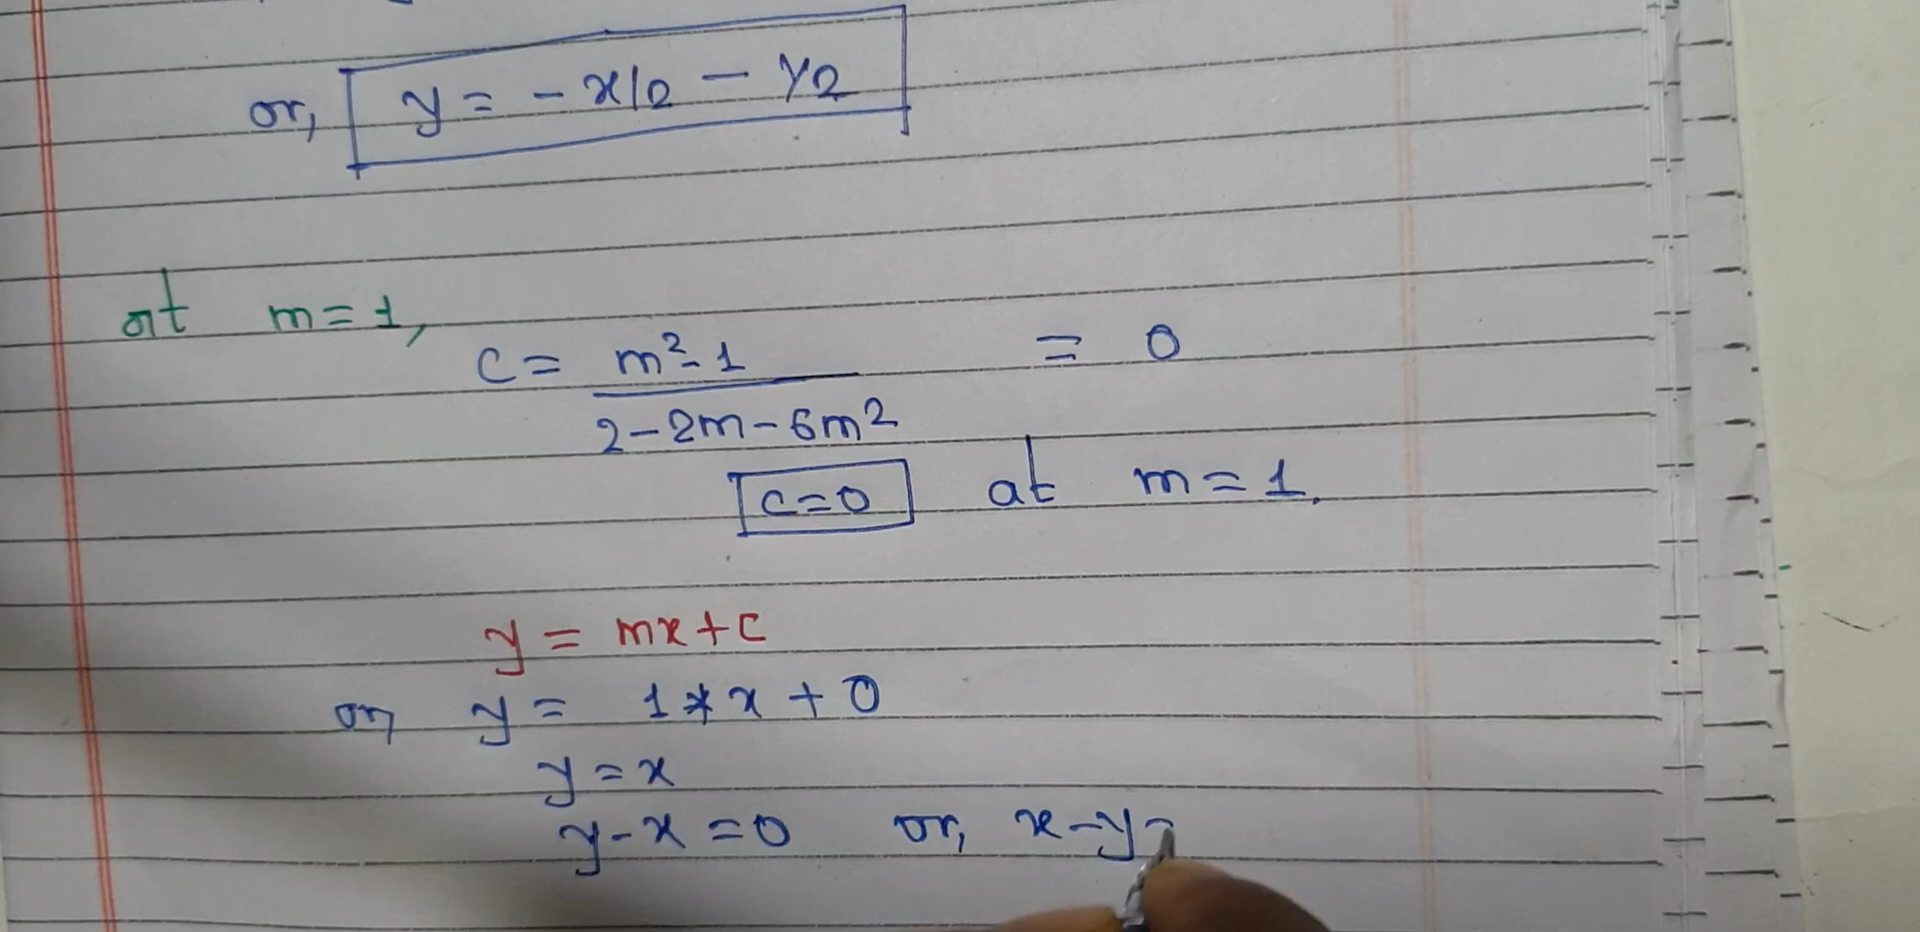 or, y = - x/2 - 1/2
at m = 1,
c = m² - 1 / 2 - 2m - 6m² = 0
c = 0 at m = 1.
y = mx + c
or, y = 1 * x + 0
y = x
y - x = 0 or, x - y =